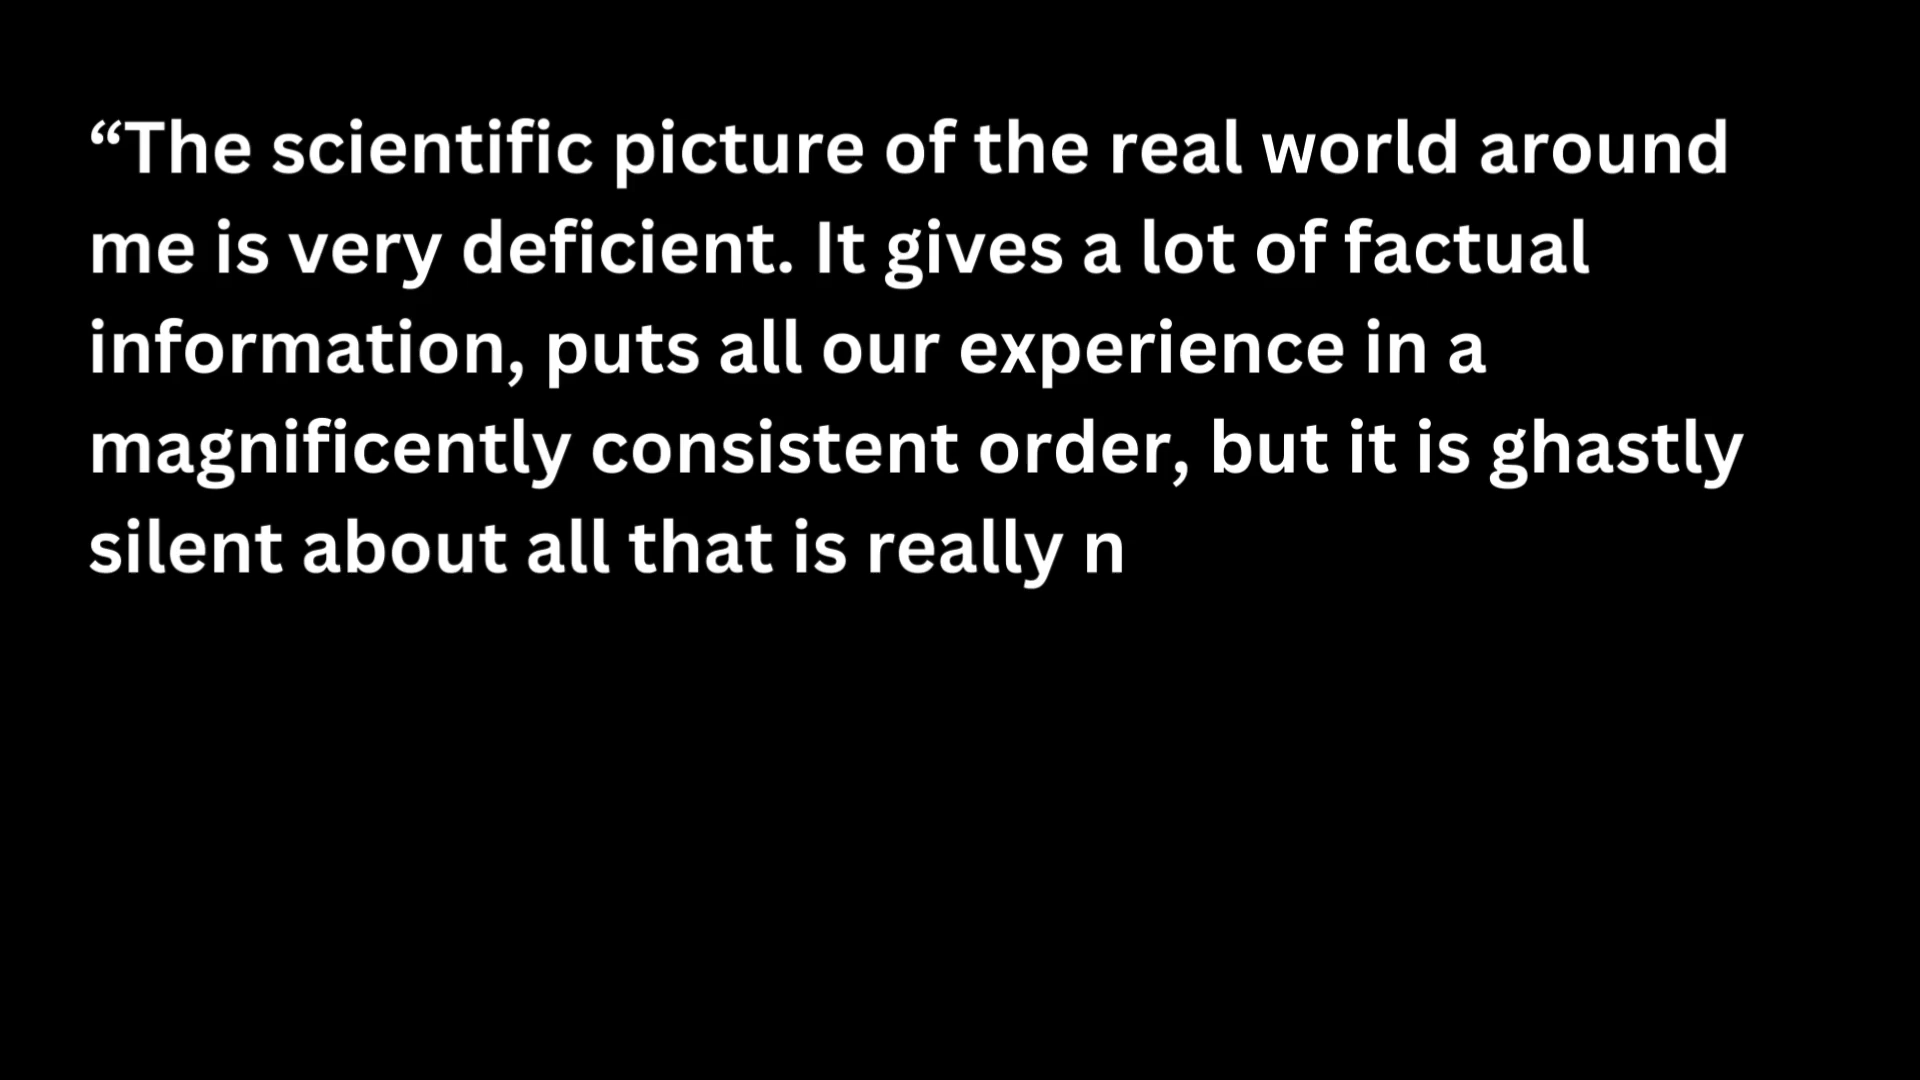 “The scientific picture of the real world around
me is very deficient. It gives a lot of factual
information, puts all our experience in a
magnificently consistent order, but it is ghastly
silent about all that is really n